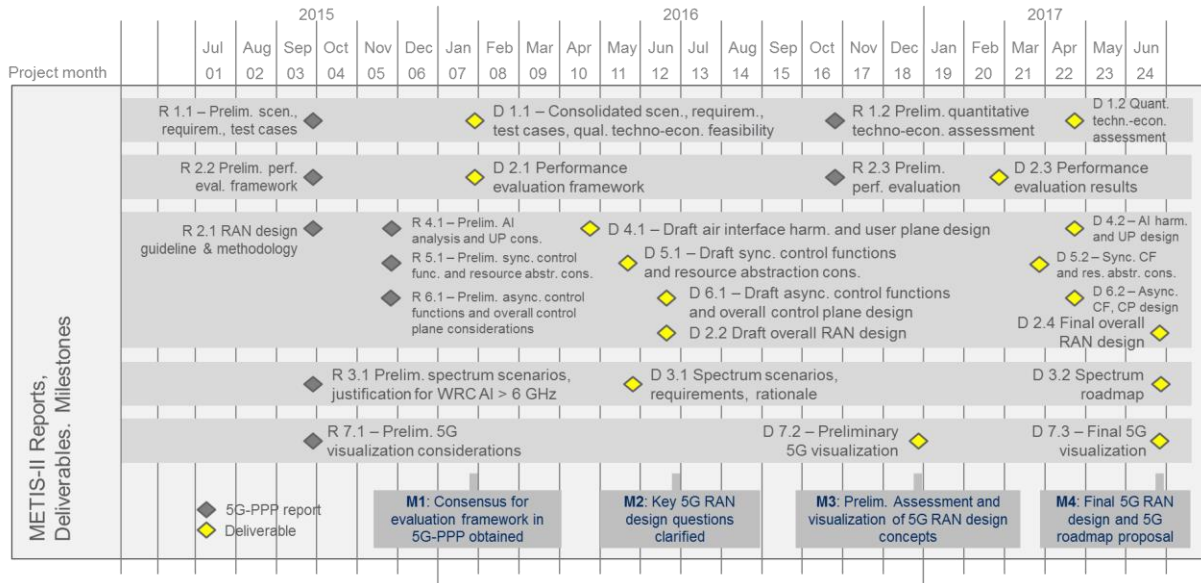 2015 2016 2017
Jul Aug Sep Oct Nov Dec Jan Feb Mar Apr May Jun Jul Aug Sep Oct Nov Dec Jan Feb Mar Apr May Jun
Project month 01 02 03 04 05 06 07 08 09 10 11 12 13 14 15 16 17 18 19 20 21 22 23 24
METIS-II Reports,
Deliverables. Milestones
R 1.1 – Prelim. scen.,
requirem., test cases
D 1.1 – Consolidated scen., requirem.,
test cases, qual. techno-econ. feasibility
R 1.2 Prelim. quantitative
techno-econ. assessment
D 1.2 Quant.
techn.-econ.
assessment
R 2.2 Prelim. perf.
eval. framework
D 2.1 Performance
evaluation framework
R 2.3 Prelim.
perf. evaluation
D 2.3 Performance
evaluation results
R 2.1 RAN design
guideline & methodology
R 4.1 – Prelim. AI
analysis and UP cons.
D 4.1 – Draft air interface harm. and user plane design
D 4.2 – AI harm.
and UP design
R 5.1 – Prelim. sync. control
func. and resource abstr. cons.
D 5.1 – Draft sync. control functions
and resource abstraction cons.
D 5.2 – Sync. CF
and res. abstr. cons.
R 6.1 – Prelim. async. control
functions and overall control
plane considerations
D 6.1 – Draft async. control functions
and overall control plane design
D 6.2 – Async.
CF, CP design
D 2.2 Draft overall RAN design
D 2.4 Final overall
RAN design
R 3.1 Prelim. spectrum scenarios,
justification for WRC AI > 6 GHz
D 3.1 Spectrum scenarios,
requirements, rationale
D 3.2 Spectrum
roadmap
R 7.1 – Prelim. 5G
visualization considerations
D 7.2 – Preliminary
5G visualization
D 7.3 – Final 5G
visualization
5G-PPP report
Deliverable
M1: Consensus for
evaluation framework in
5G-PPP obtained
M2: Key 5G RAN
design questions
clarified
M3: Prelim. Assessment and
visualization of 5G RAN design
concepts
M4: Final 5G RAN
design and 5G
roadmap proposal